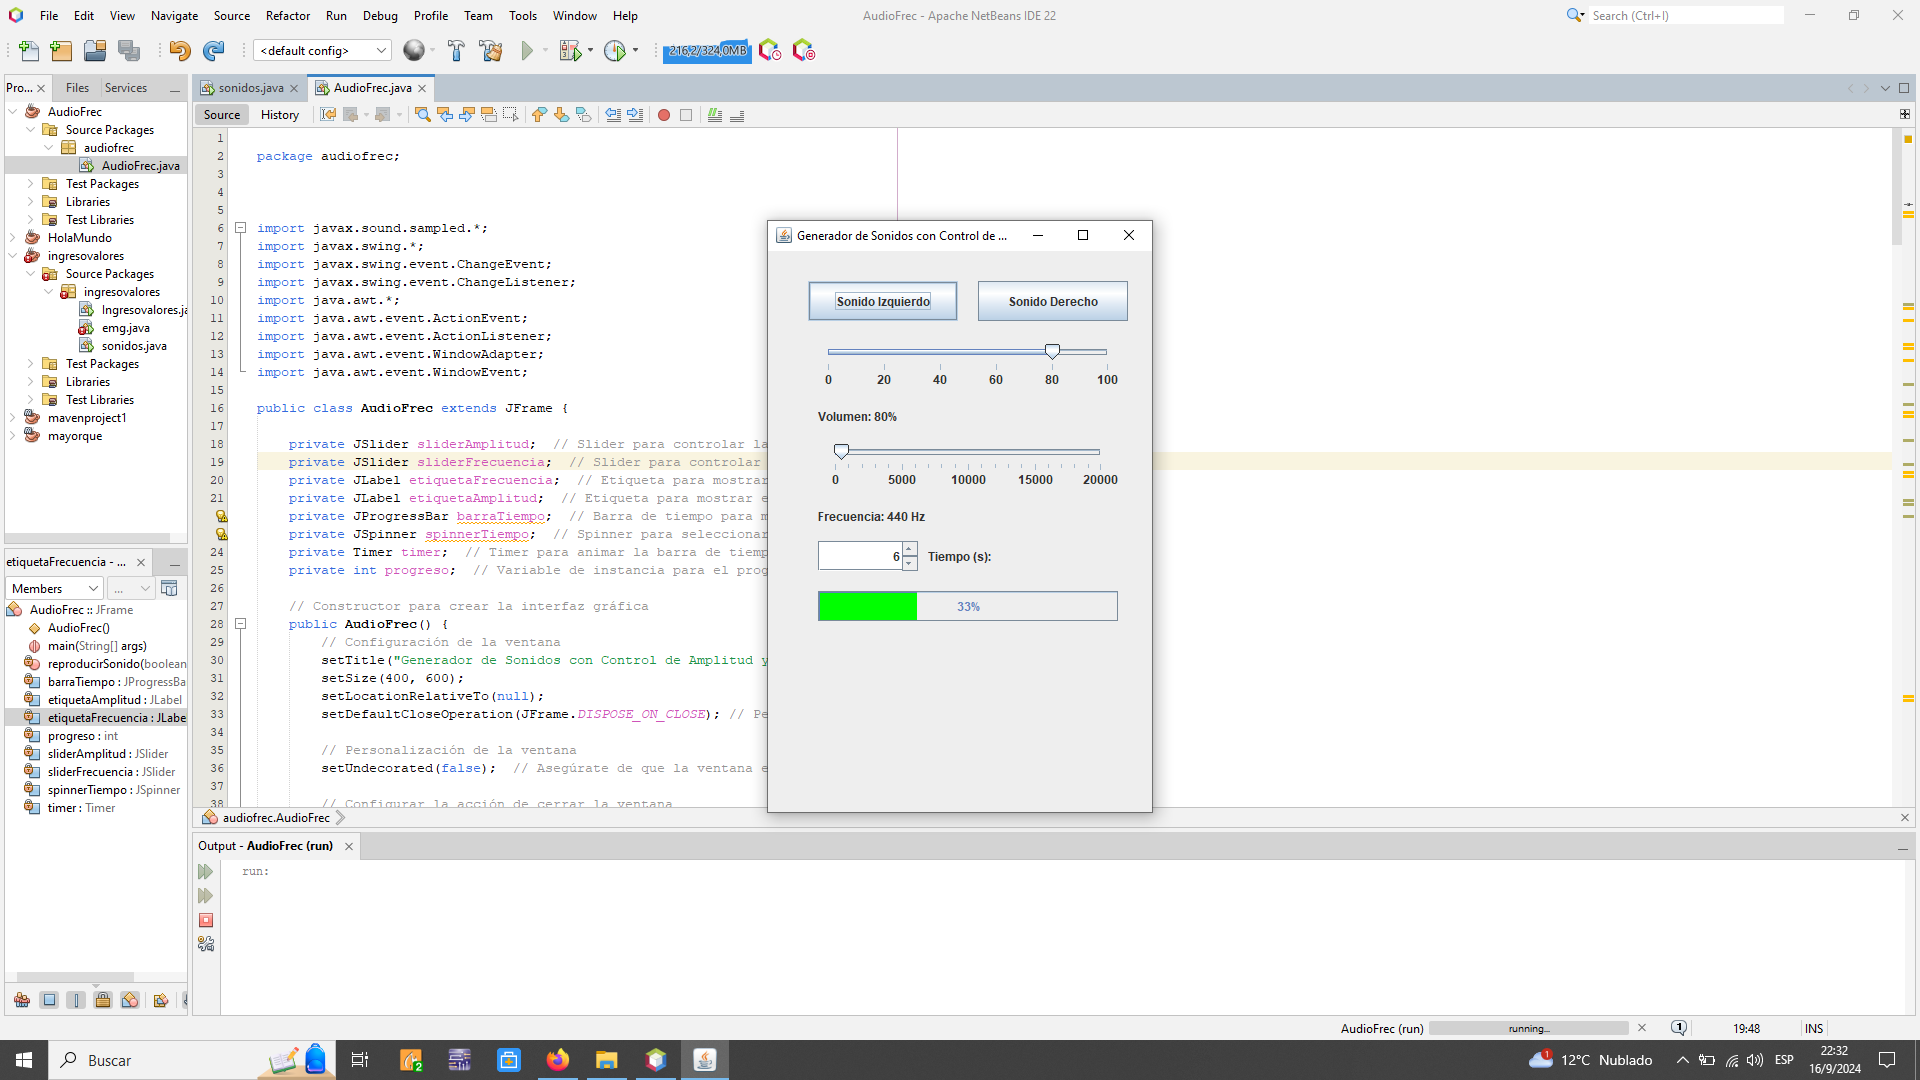 File Edit View Navigate Source Refactor Run Debug Profile Team Tools Window Help
AudioFrec - Apache NetBeans IDE 22
Search (Ctrl+I)
<default config>
216,2/324,0MB
Pro... Files Services
AudioFrec
Source Packages
audiofrec
AudioFrec.java
Test Packages
Libraries
Test Libraries
HolaMundo
ingresovalores
Source Packages
ingresovalores
Ingresovalores.ja
emg.java
sonidos.java
Test Packages
Libraries
Test Libraries
mavenproject1
mayorque
etiquetaFrecuencia - ...
Members ...
AudioFrec :: JFrame
AudioFrec()
main(String[] args)
reproducirSonido(boolean
barraTiempo : JProgressBa
etiquetaAmplitud : JLabel
etiquetaFrecuencia : JLabe
progreso : int
sliderAmplitud : JSlider
sliderFrecuencia : JSlider
spinnerTiempo : JSpinner
timer : Timer
sonidos.java AudioFrec.java
Source History
1
2 package audiofrec;
3
4
5
6 import javax.sound.sampled.*;
7 import javax.swing.*;
8 import javax.swing.event.ChangeEvent;
9 import javax.swing.event.ChangeListener;
10 import java.awt.*;
11 import java.awt.event.ActionEvent;
12 import java.awt.event.ActionListener;
13 import java.awt.event.WindowAdapter;
14 import java.awt.event.WindowEvent;
15
16 public class AudioFrec extends JFrame {
17
18 private JSlider sliderAmplitud; // Slider para controlar la
19 private JSlider sliderFrecuencia; // Slider para controlar
20 private JLabel etiquetaFrecuencia; // Etiqueta para mostrar
21 private JLabel etiquetaAmplitud; // Etiqueta para mostrar e
private JProgressBar barraTiempo; // Barra de tiempo para m
private JSpinner spinnerTiempo; // Spinner para seleccionar
24 private Timer timer; // Timer para animar la barra de tiemp
25 private int progreso; // Variable de instancia para el prog
26
27 // Constructor para crear la interfaz gráfica
28 public AudioFrec() {
29 // Configuración de la ventana
30 setTitle("Generador de Sonidos con Control de Amplitud y
31 setSize(400, 600);
32 setLocationRelativeTo(null);
33 setDefaultCloseOperation(JFrame.DISPOSE_ON_CLOSE); // Pe
34
35 // Personalización de la ventana
36 setUndecorated(false); // Asegúrate de que la ventana e
37
38 // Configurar la acción de cerrar la ventana
audiofrec.AudioFrec
Generador de Sonidos con Control de ...
Sonido Izquierdo Sonido Derecho
0 20 40 60 80 100
Volumen: 80%
0 5000 10000 15000 20000
Frecuencia: 440 Hz
6 Tiempo (s):
33%
Output - AudioFrec (run)
run:
AudioFrec (run) running... 1 19:48 INS
Buscar
2
1
12°C Nublado
ESP
22:32
16/9/2024